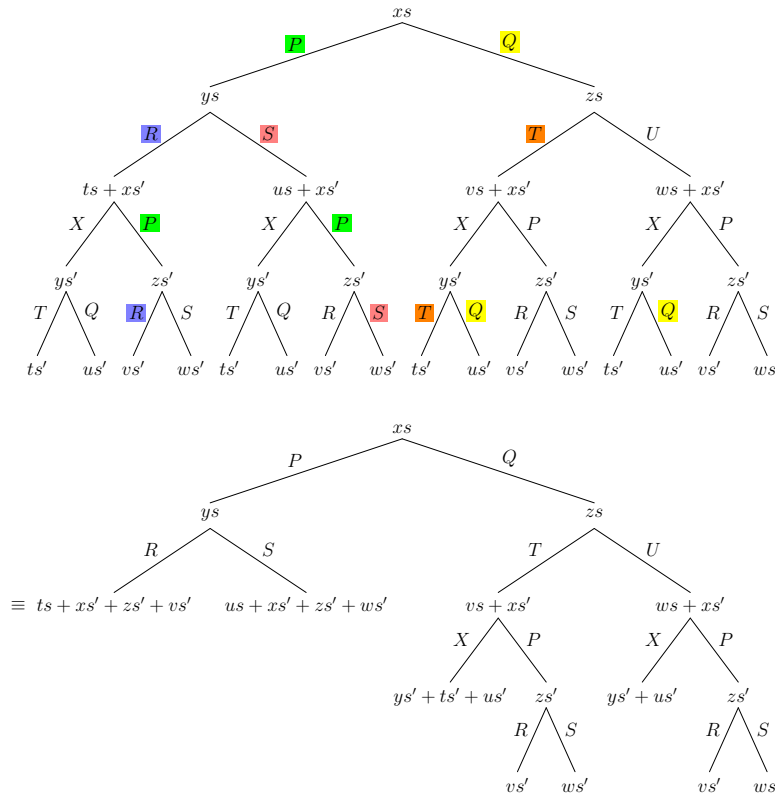 xs
P Q
ys zs
R S T U
ts + xs′ us + xs′ vs + xs′ ws + xs′
X P X P X P X P
ys′ zs′ ys′ zs′ ys′ zs′ ys′ zs′
T Q R S T Q R S T Q R S T Q R S
ts′ us′ vs′ ws′ ts′ us′ vs′ ws′ ts′ us′ vs′ ws′ ts′ us′ vs′ ws
xs
P Q
ys zs
R S T U
≡ ts + xs′ + zs′ + vs′ us + xs′ + zs′ + ws′ vs + xs′ ws + xs′
X P X P
ys′ + ts′ + us′ zs′ ys′ + us′ zs′
R S R S
vs′ ws′ vs′ ws